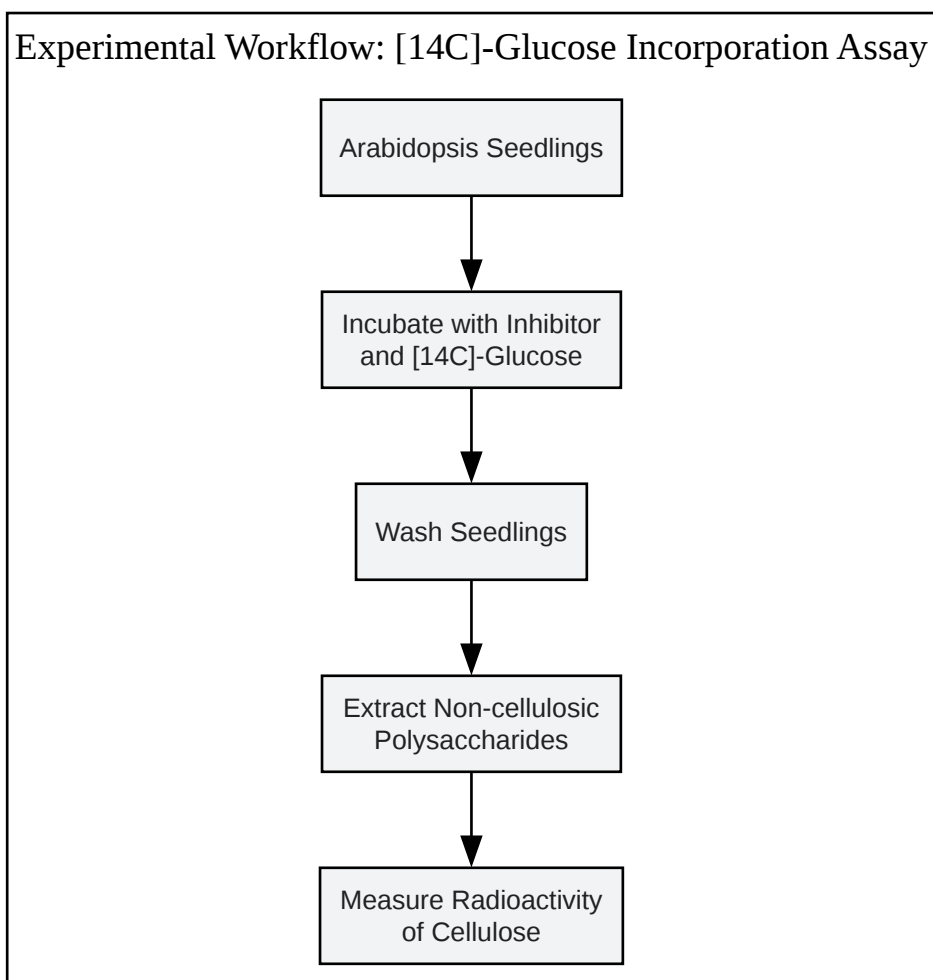 Experimental Workflow: [14C]-Glucose Incorporation Assay
Arabidopsis Seedlings
Incubate with Inhibitor
and [14C]-Glucose
Wash Seedlings
Extract Non-cellulosic
Polysaccharides
Measure Radioactivity
of Cellulose